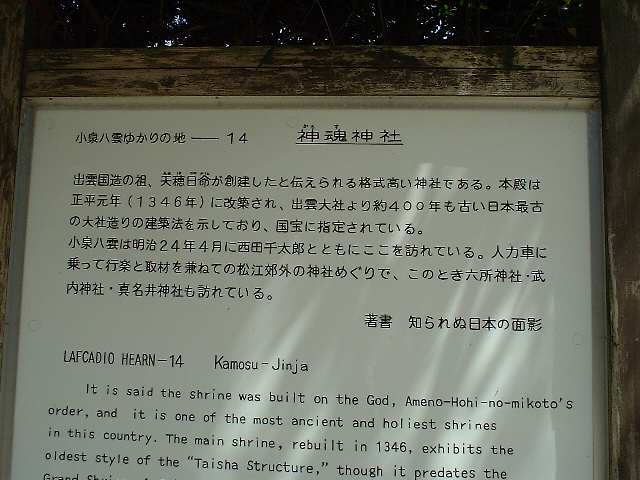 小泉八雲ゆかりの地 ―― 14 神魂神社
出雲国造の祖、天穂日命が創建したと伝えられる格式高い神社である。本殿は
正平元年（1346年）に改築され、出雲大社より約400年も古い日本最古
の大社造りの建築法を示しており、国宝に指定されている。
小泉八雲は明治24年4月に西田千太郎とともにここを訪れている。人力車に
乗って行楽と取材を兼ねての松江郊外の神社めぐりで、このとき六所神社・武
内神社・真名井神社も訪れている。
著書 知られぬ日本の面影
LAFCADIO HEARN-14 Kamosu-Jinja
It is said the shrine was built on the God, Ameno-Hohi-no-mikoto's
order, and it is one of the most ancient and holiest shrines
in this country. The main shrine, rebuilt in 1346, exhibits the
oldest style of the "Taisha Structure," though it predates the
Grand Shrine